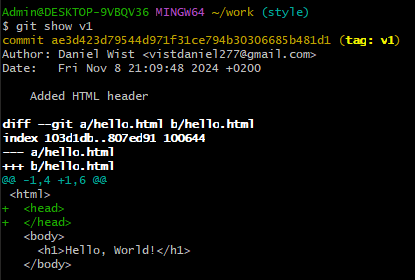 Admin@DESKTOP-9VBQV36 MINGW64 ~/work (style)
$ git show v1
commit ae3d423d79544d971f31ce794b30306685b481d1 (tag: v1)
Author: Daniel Wist <vistdaniel277@gmail.com>
Date:   Fri Nov 8 21:09:48 2024 +0200

    Added HTML header

diff --git a/hello.html b/hello.html
index 103d1db..807ed91 100644
--- a/hello.html
+++ b/hello.html
@@ -1,4 +1,6 @@
 <html>
+  <head>
+  </head>
   <body>
     <h1>Hello, World!</h1>
   </body>